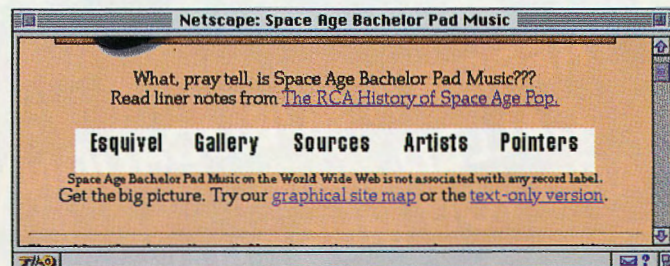 Netscape: Space Age Bachelor Pad Music
What, pray tell, is Space Age Bachelor Pad Music???
Read liner notes from The RCA History of Space Age Pop.
Esquivel Gallery Sources Artists Pointers
Space Age Bachelor Pad Music on the World Wide Web is not associated with any record label.
Get the big picture. Try our graphical site map or the text-only version.
?